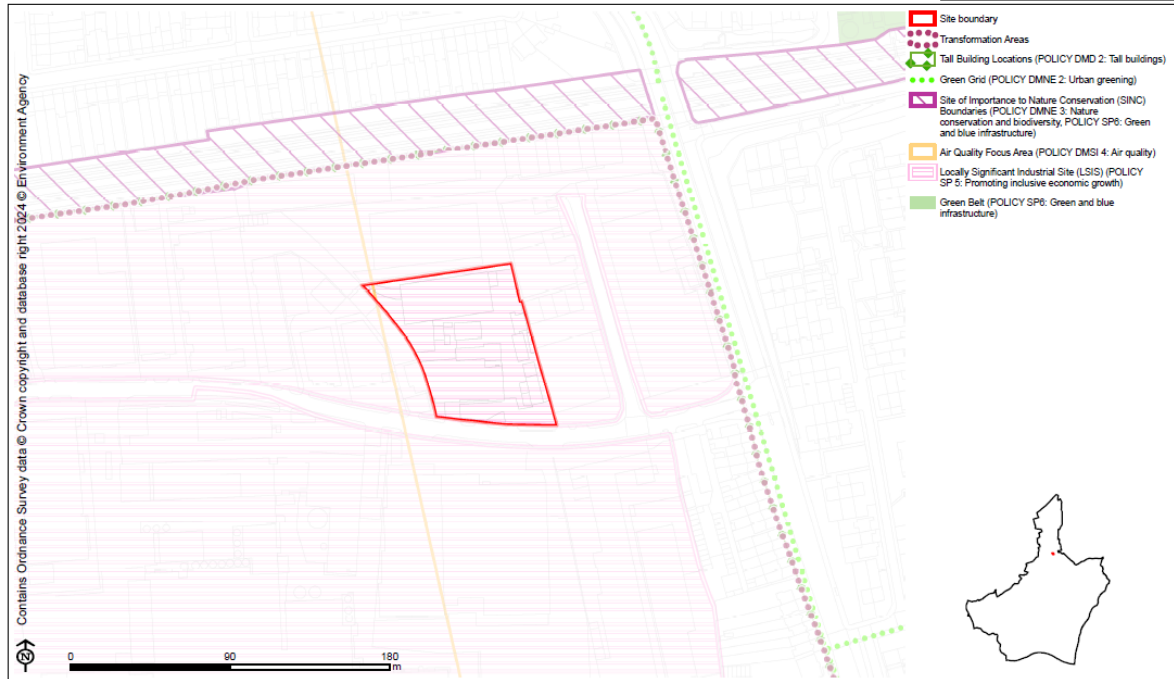 Contains Ordnance Survey data © Crown copyright and database right 2024 © Environment Agency
N
0
90
180
m
Site boundary
Transformation Areas
Tall Building Locations (POLICY DMD 2: Tall buildings)
Green Grid (POLICY DMNE 2: Urban greening)
Site of Importance to Nature Conservation (SINC)
Boundaries (POLICY DMNE 3: Nature
conservation and biodiversity, POLICY SP6: Green
and blue infrastructure)
Air Quality Focus Area (POLICY DMSI 4: Air quality)
Locally Significant Industrial Site (LSIS) (POLICY
SP 5: Promoting inclusive economic growth)
Green Belt (POLICY SP6: Green and blue
infrastructure)